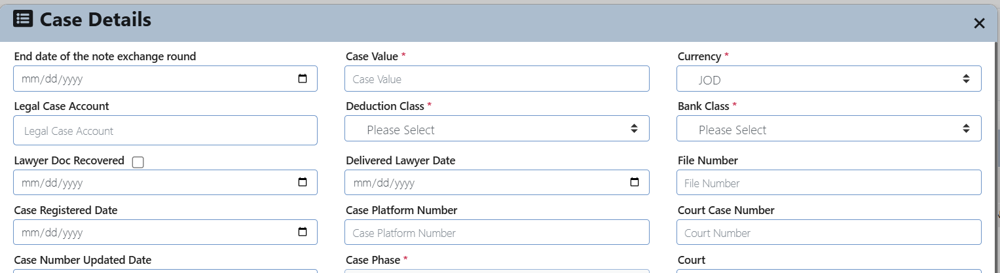 Case Details
End date of the note exchange round Case Value * Currency *
mm/dd/yyyy Case Value JOD
Legal Case Account Deduction Class * Bank Class *
Legal Case Account Please Select Please Select
Lawyer Doc Recovered Delivered Lawyer Date File Number
mm/dd/yyyy mm/dd/yyyy File Number
Case Registered Date Case Platform Number Court Case Number
mm/dd/yyyy Case Platform Number Court Number
Case Number Updated Date Case Phase * Court